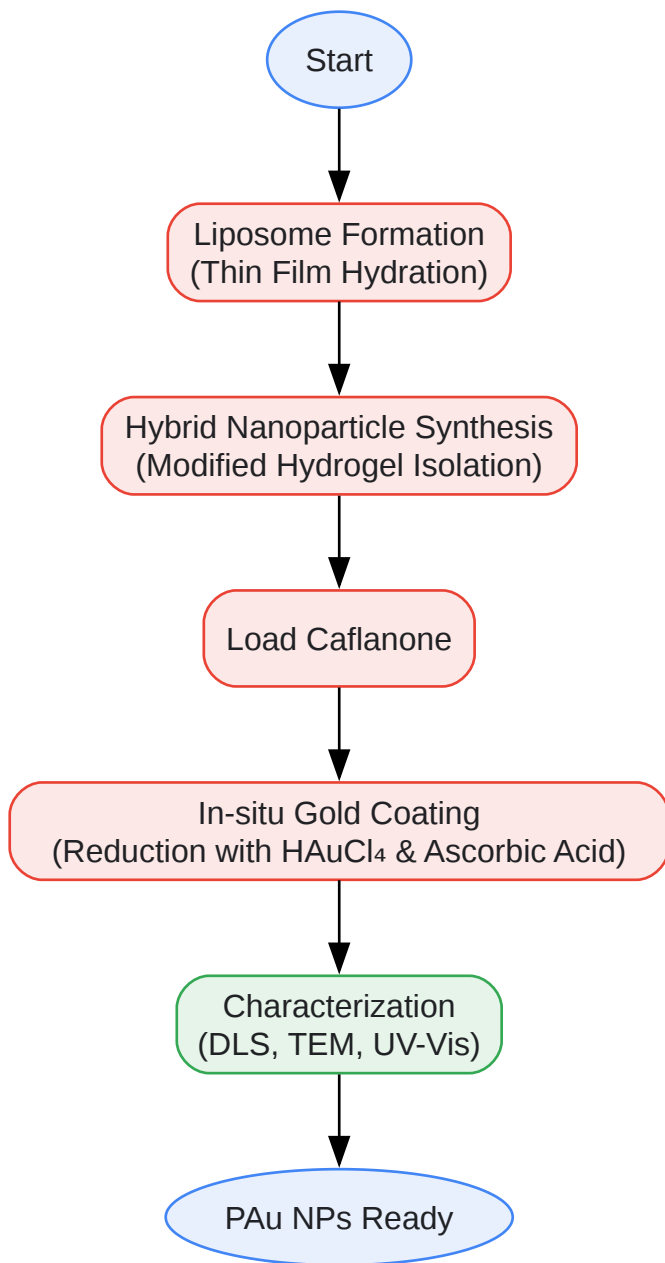 Start
Liposome Formation
(Thin Film Hydration)
Hybrid Nanoparticle Synthesis
(Modified Hydrogel Isolation)
Load Caflanone
In-situ Gold Coating
(Reduction with HAuCl₄ & Ascorbic Acid)
Characterization
(DLS, TEM, UV-Vis)
PAu NPs Ready